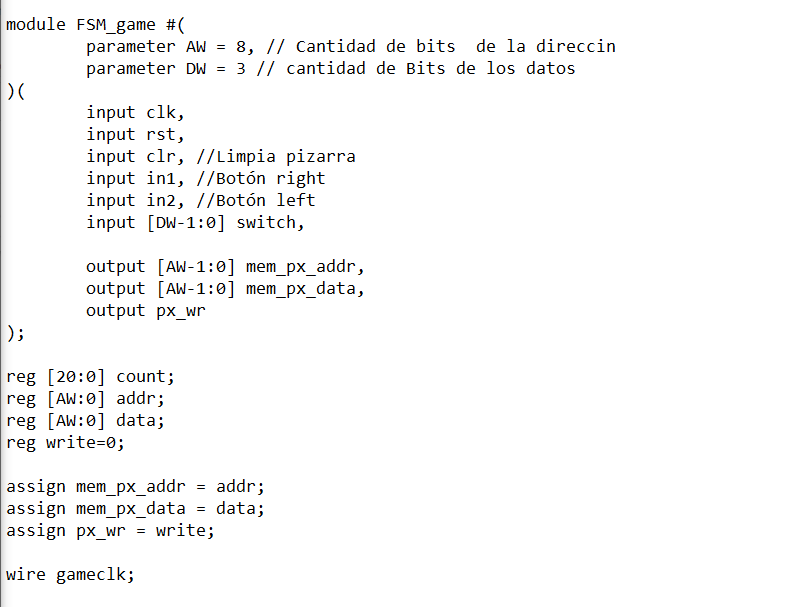 module FSM_game #(
parameter AW = 8, // Cantidad de bits  de la direccin
parameter DW = 3 // cantidad de Bits de los datos
)(
input clk,
input rst,
input clr, //Limpia pizarra
input in1, //Botón right
input in2, //Botón left
input [DW-1:0] switch,
output [AW-1:0] mem_px_addr,
output [AW-1:0] mem_px_data,
output px_wr
);
reg [20:0] count;
reg [AW:0] addr;
reg [AW:0] data;
reg write=0;
assign mem_px_addr = addr;
assign mem_px_data = data;
assign px_wr = write;
wire gameclk;